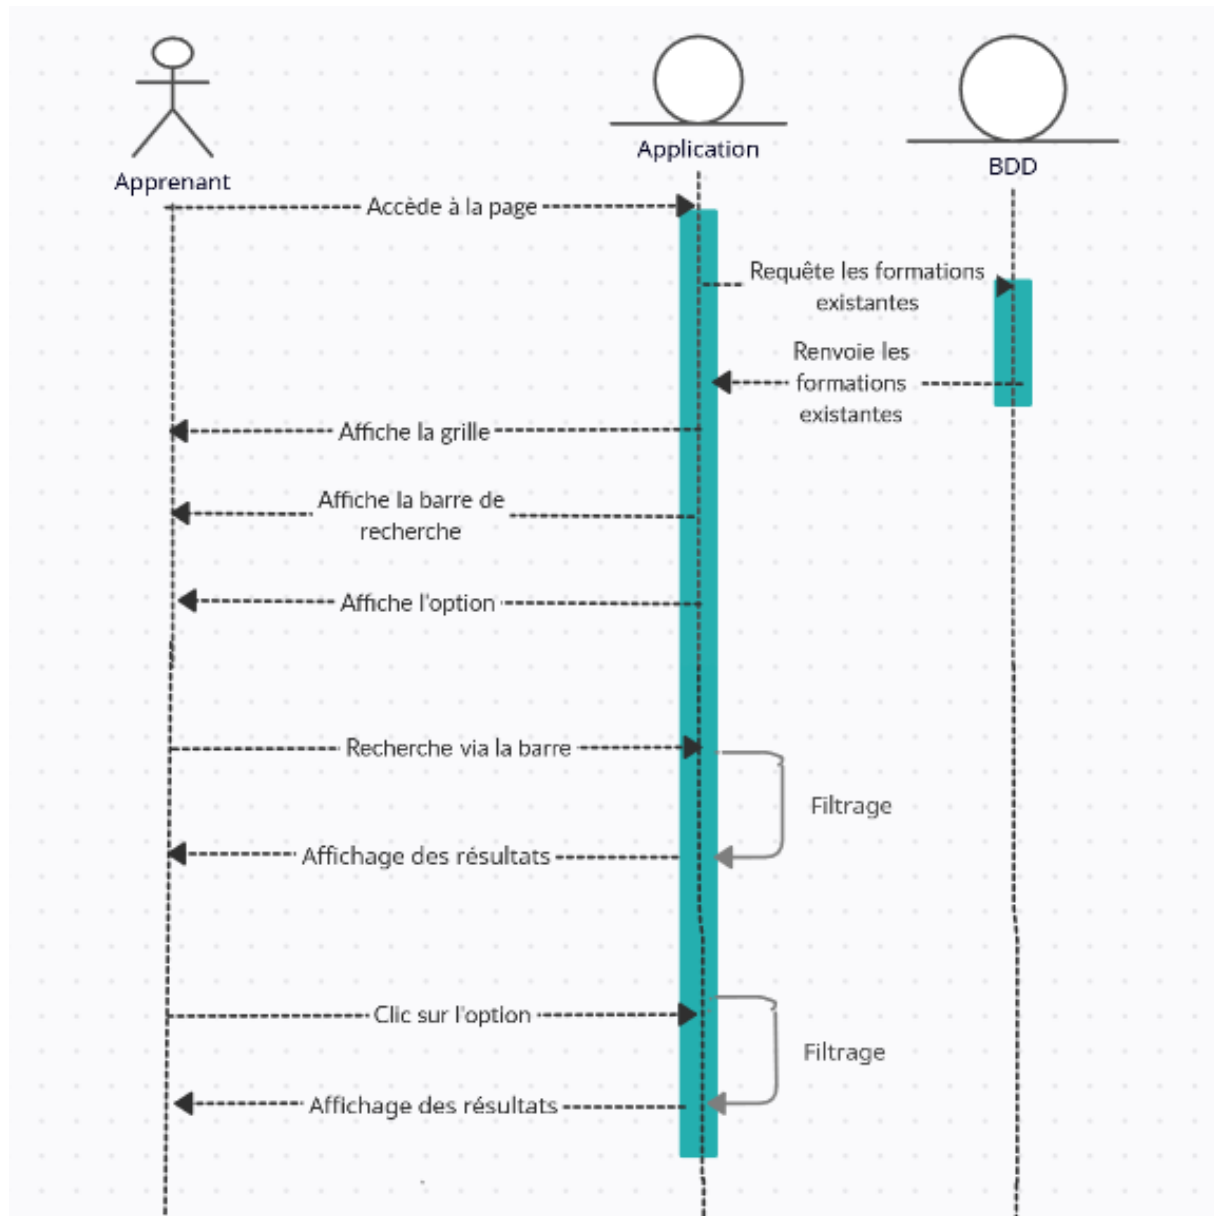 Application
BDD
Apprenant
Accède à la page
Requête les formations
existantes
Renvoie les
formations
existantes
Affiche la grille
Affiche la barre de
recherche
Affiche l'option
Recherche via la barre
Filtrage
Affichage des résultats
Clic sur l'option
Filtrage
Affichage des résultats